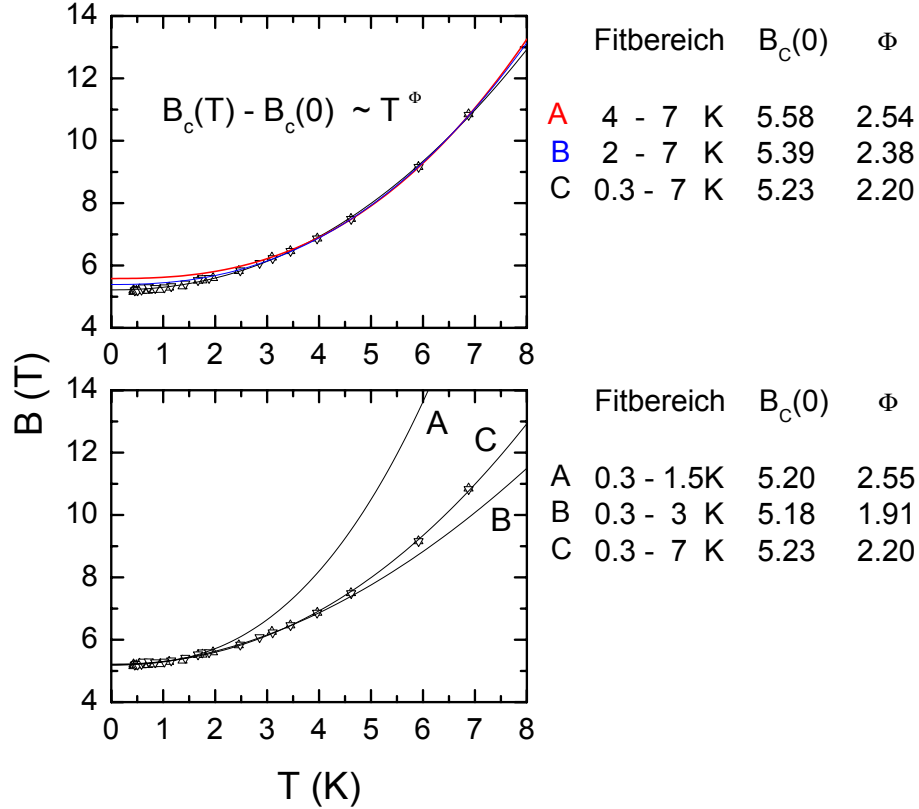 14
12
10
8
6
4
B_c(T) - B_c(0) ~ T^Φ
0 1 2 3 4 5 6 7 8
Fitbereich B_C(0) Φ
A 4 - 7 K 5.58 2.54
B 2 - 7 K 5.39 2.38
C 0.3 - 7 K 5.23 2.20
B (T)
14
12
10
8
6
4
A
C
B
0 1 2 3 4 5 6 7 8
T (K)
Fitbereich B_C(0) Φ
A 0.3 - 1.5K 5.20 2.55
B 0.3 - 3 K 5.18 1.91
C 0.3 - 7 K 5.23 2.20